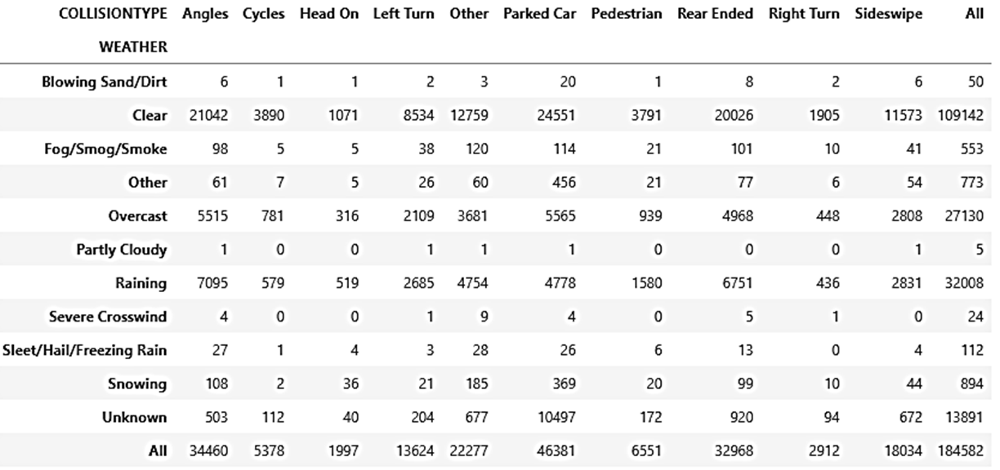 COLLISIONTYPE Angles Cycles Head On Left Turn Other Parked Car Pedestrian Rear Ended Right Turn Sideswipe All
WEATHER
Blowing Sand/Dirt 6 1 1 2 3 20 1 8 2 6 50
Clear 21042 3890 1071 8534 12759 24551 3791 20026 1905 11573 109142
Fog/Smog/Smoke 98 5 5 38 120 114 21 101 10 41 553
Other 61 7 5 26 60 456 21 77 6 54 773
Overcast 5515 781 316 2109 3681 5565 939 4968 448 2808 27130
Partly Cloudy 1 0 0 1 1 1 0 0 0 1 5
Raining 7095 579 519 2685 4754 4778 1580 6751 436 2831 32008
Severe Crosswind 4 0 0 1 9 4 0 5 1 0 24
Sleet/Hail/Freezing Rain 27 1 4 3 28 26 6 13 0 4 112
Snowing 108 2 36 21 185 369 20 99 10 44 894
Unknown 503 112 40 204 677 10497 172 920 94 672 13891
All 34460 5378 1997 13624 22277 46381 6551 32968 2912 18034 184582